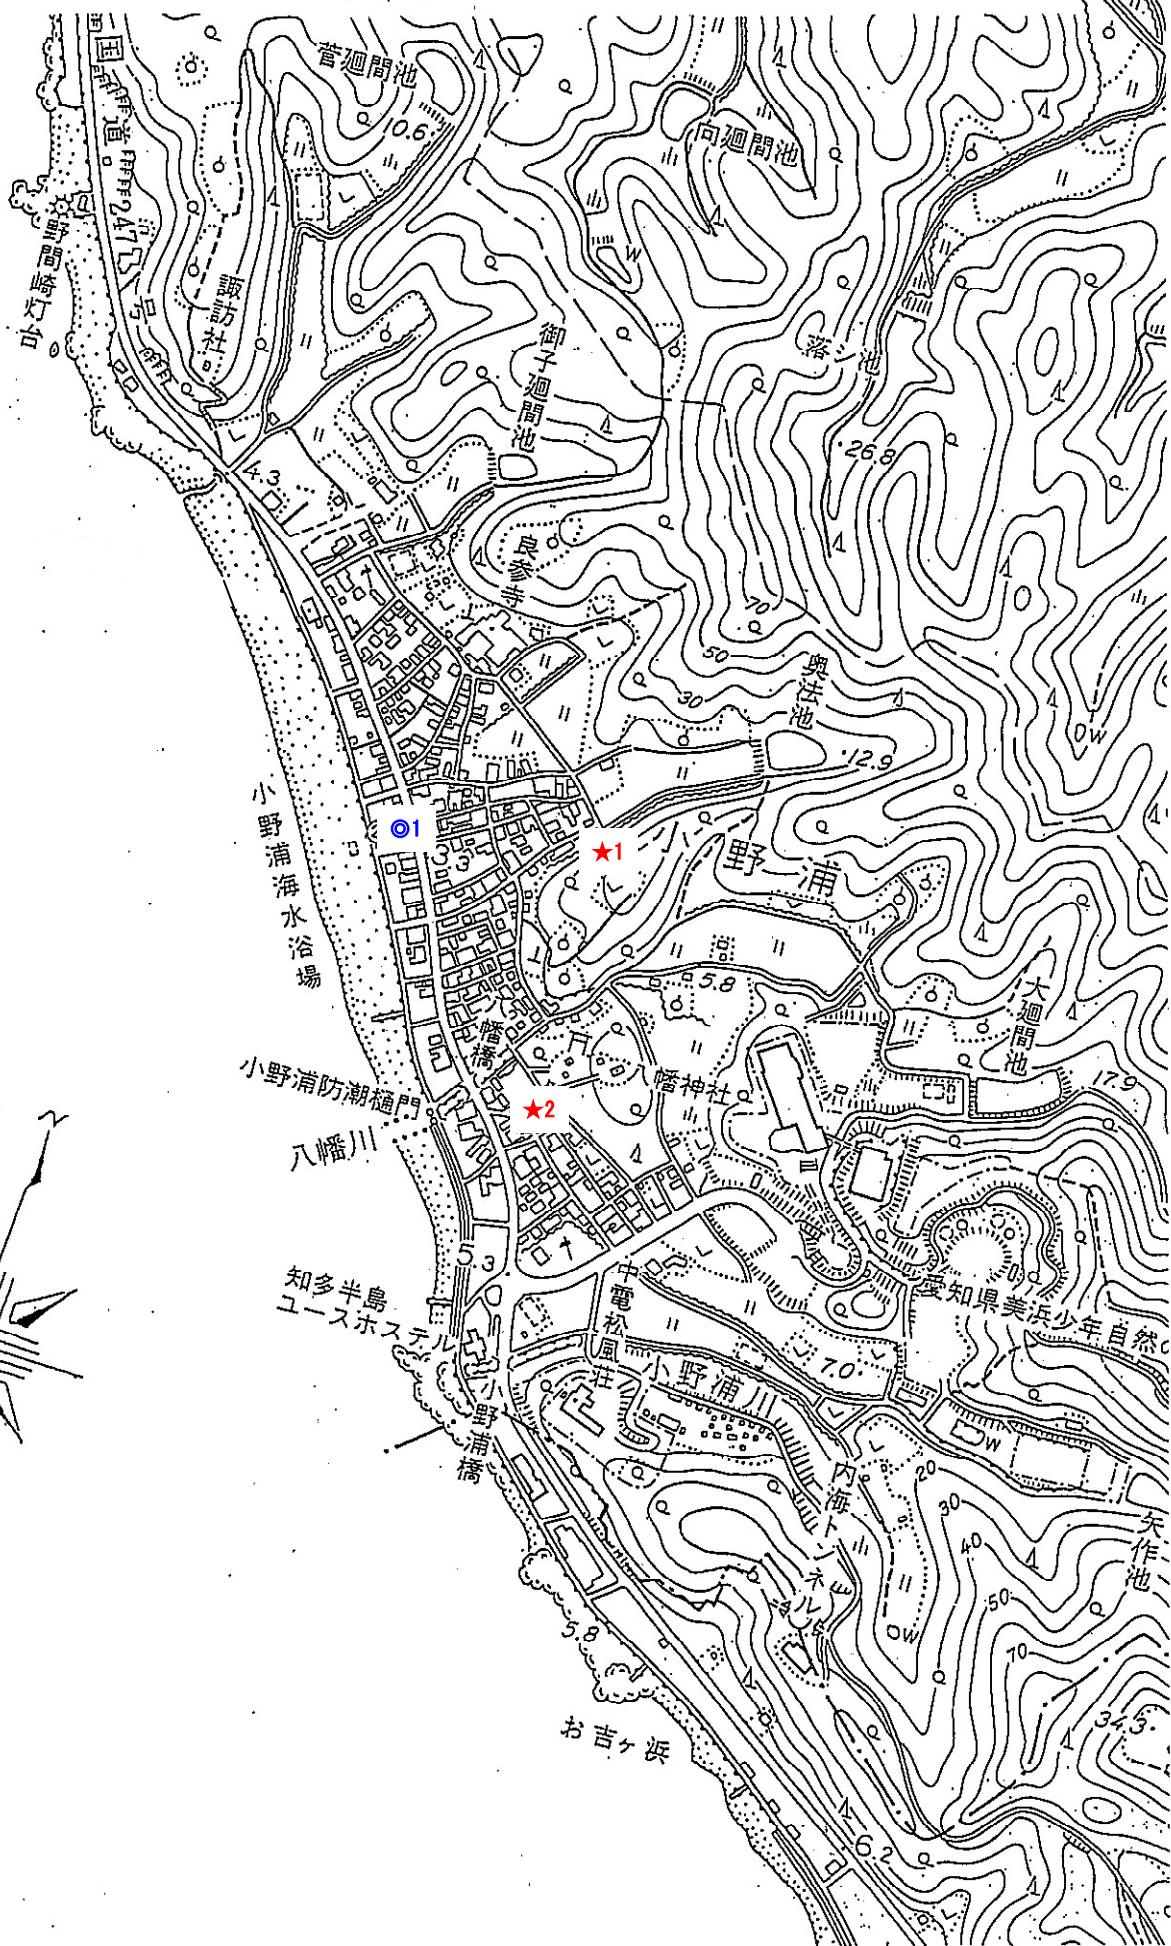 国道247号
菅廻間池
10.6
向廻間池
野間崎灯台
諏訪社
御子廻間池
落シ池
26.8
4.3
良参寺
70
50
30
奥法池
12.9
◎1
★1
3.3
野浦
小野浦海水浴場
5.8
大廻間池
17.9
八幡橋
幡神社
小野浦防潮樋門
八幡川
★2
5.3
知多半島
ユースホステル
中電松風荘
愛知県美浜少年自然の
7.0
小野浦川
小野浦橋
内海トンネル
20
30
40
50
70
矢作池
5.8
お吉ヶ浜
34.3
6.2